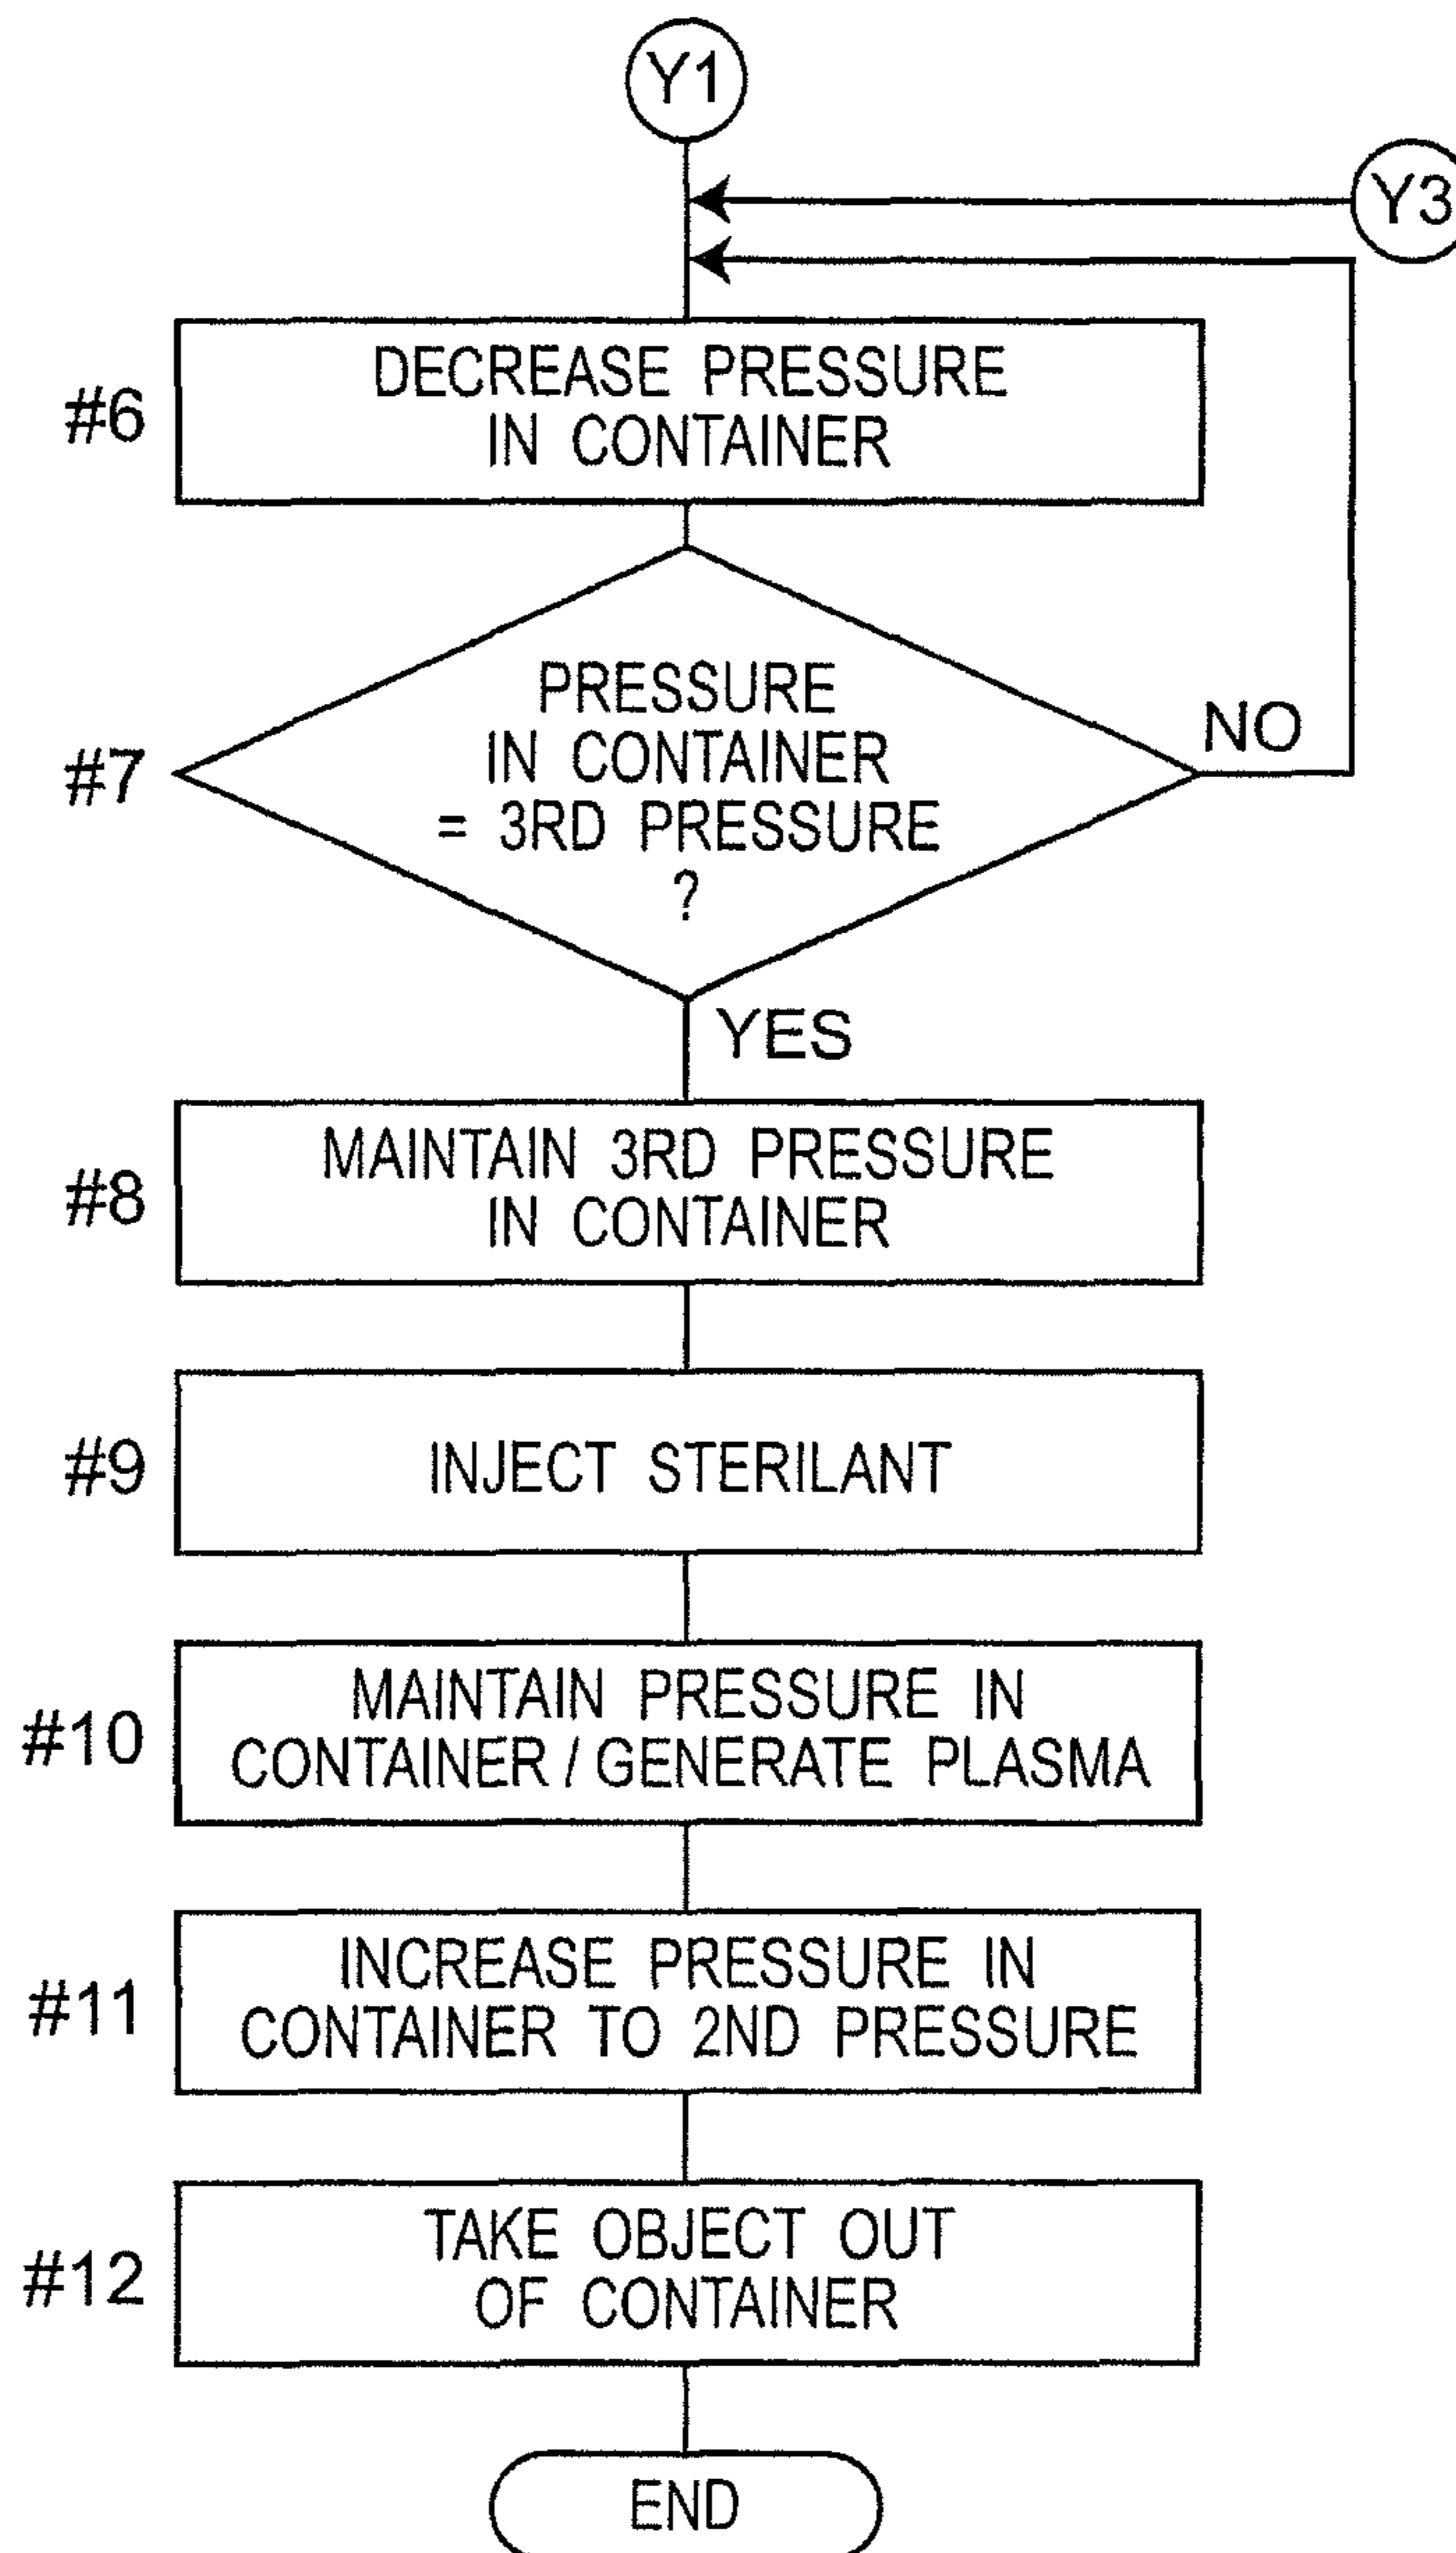 Y1
Y3
#6
DECREASE PRESSURE
IN CONTAINER
#7
PRESSURE
IN CONTAINER
= 3RD PRESSURE
?
NO
YES
#8
MAINTAIN 3RD PRESSURE
IN CONTAINER
#9
INJECT STERILANT
#10
MAINTAIN PRESSURE IN
CONTAINER / GENERATE PLASMA
#11
INCREASE PRESSURE IN
CONTAINER TO 2ND PRESSURE
#12
TAKE OBJECT OUT
OF CONTAINER
END